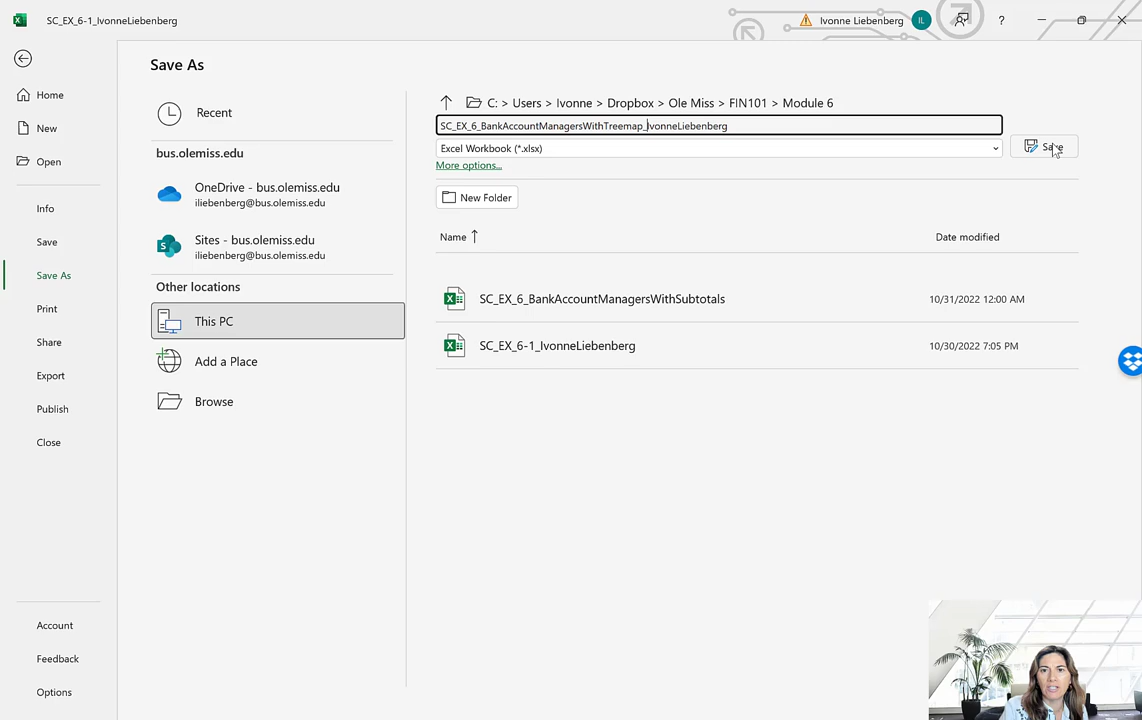 SC_EX_6-1_IvonneLiebenberg
Ivonne Liebenberg
IL
?
Home
New
Open
Info
Save
Save As
Print
Share
Export
Publish
Close
Account
Feedback
Options
Save As
Recent
bus.olemiss.edu
OneDrive - bus.olemiss.edu
iliebenberg@bus.olemiss.edu
Sites - bus.olemiss.edu
iliebenberg@bus.olemiss.edu
Other locations
This PC
Add a Place
Browse
C: > Users > Ivonne > Dropbox > Ole Miss > FIN101 > Module 6
SC_EX_6_BankAccountManagersWithTreemap_IvonneLiebenberg
Excel Workbook (*.xlsx)
Save
More options...
New Folder
Name ↑ Date modified
SC_EX_6_BankAccountManagersWithSubtotals 10/31/2022 12:00 AM
SC_EX_6-1_IvonneLiebenberg 10/30/2022 7:05 PM